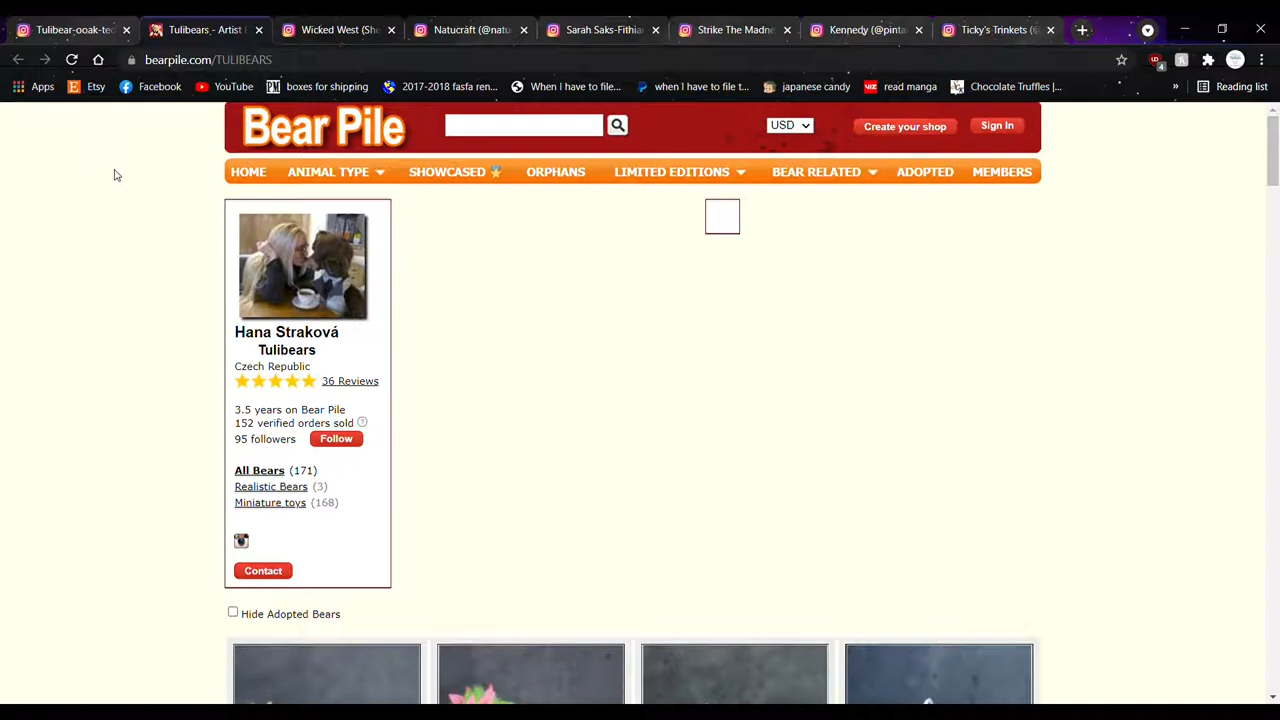 Tulibear-ooak-tec
Tulibears - Artist B
Wicked West (She
Natucráft (@natu
Sarah Saks-Fithian
Strike The Madne
Kennedy (@pinta
Ticky's Trinkets (@
bearpile.com/TULIBEARS
Apps
Etsy
Facebook
YouTube
boxes for shipping
2017-2018 fasfa ren...
When I have to file...
when I have to file t...
japanese candy
read manga
Chocolate Truffles |...
»
Reading list
Bear Pile
USD
Create your shop
Sign In
HOME
ANIMAL TYPE
SHOWCASED
ORPHANS
LIMITED EDITIONS
BEAR RELATED
ADOPTED
MEMBERS
Hana Straková
Tulibears
Czech Republic
36 Reviews
3.5 years on Bear Pile
152 verified orders sold ?
95 followers Follow
All Bears (171)
Realistic Bears (3)
Miniature toys (168)
Contact
Hide Adopted Bears